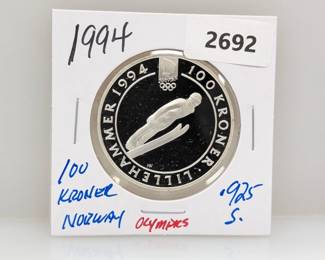 1994
2692
LILLEHAMMER 1994
100 KRONER
100
KRONER
NORWAY
OLYMPICS
.925
S.